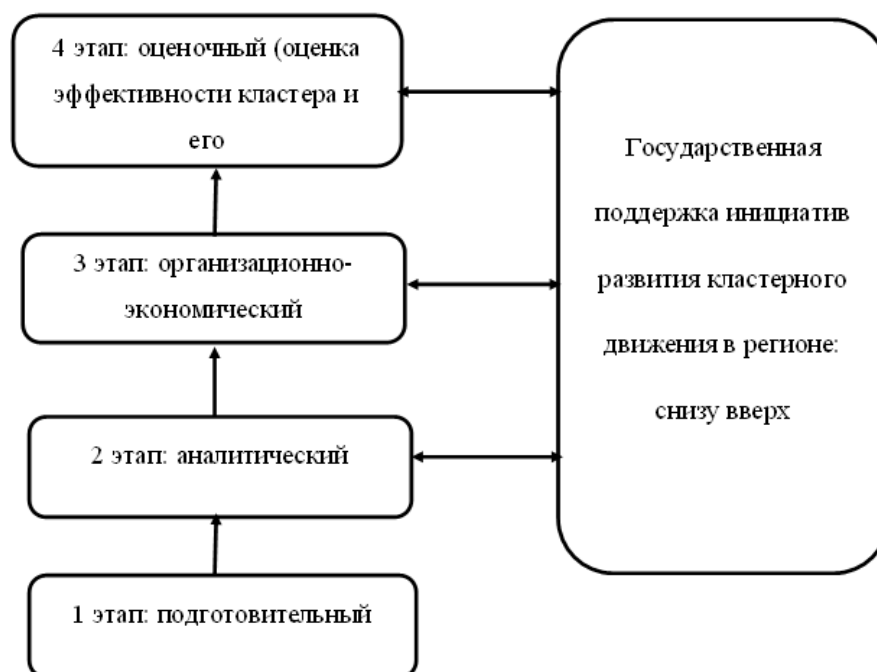 4 этап: оценочный (оценка
эффективности кластера и
его
3 этап: организационно-
экономический
2 этап: аналитический
1 этап: подготовительный
Государственная
поддержка инициатив
развития кластерного
движения в регионе:
снизу вверх